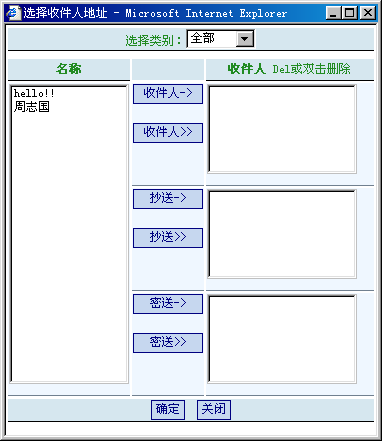 选择收件人地址 - Microsoft Internet Explorer
选择类别： 全部
名称
收件人 Del或双击删除
hello!!
周志国
收件人->
收件人>>
抄送->
抄送>>
密送->
密送>>
确定 关闭